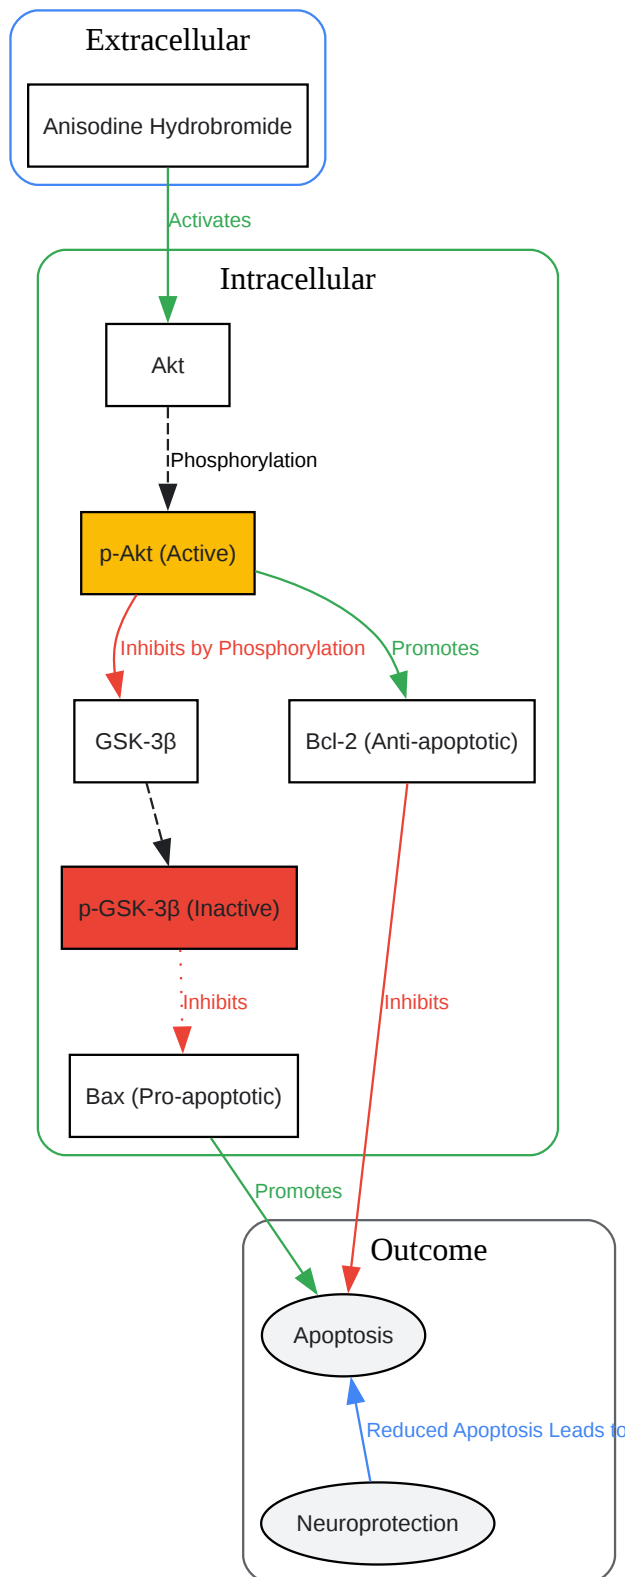 Extracellular
Anisodine Hydrobromide
Activates
Intracellular
Akt
Phosphorylation
p-Akt (Active)
Inhibits by Phosphorylation
Promotes
GSK-3β
Bcl-2 (Anti-apoptotic)
p-GSK-3β (Inactive)
Inhibits
Inhibits
Bax (Pro-apoptotic)
Promotes
Outcome
Apoptosis
Reduced Apoptosis Leads to
Neuroprotection